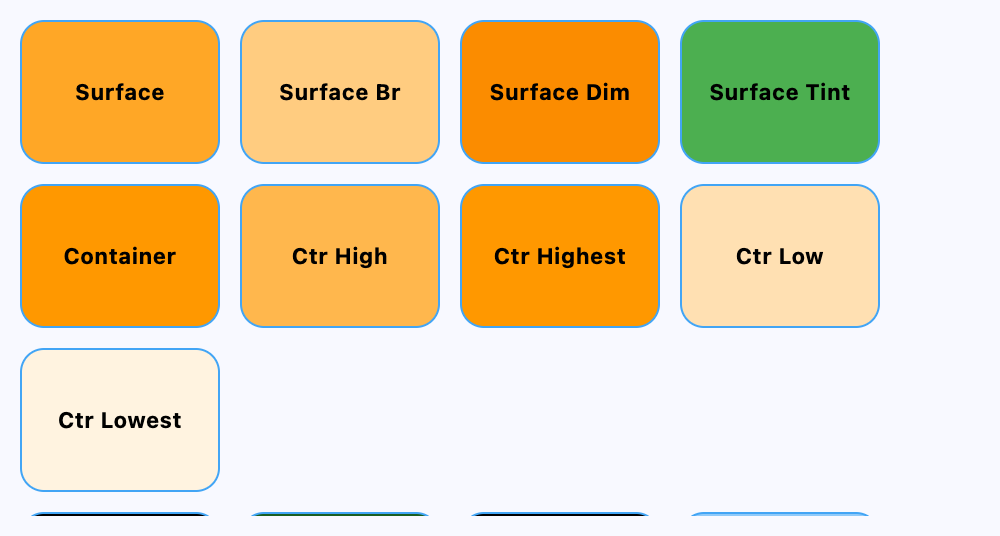 Surface
Surface Br
Surface Dim
Surface Tint
Container
Ctr High
Ctr Highest
Ctr Low
Ctr Lowest